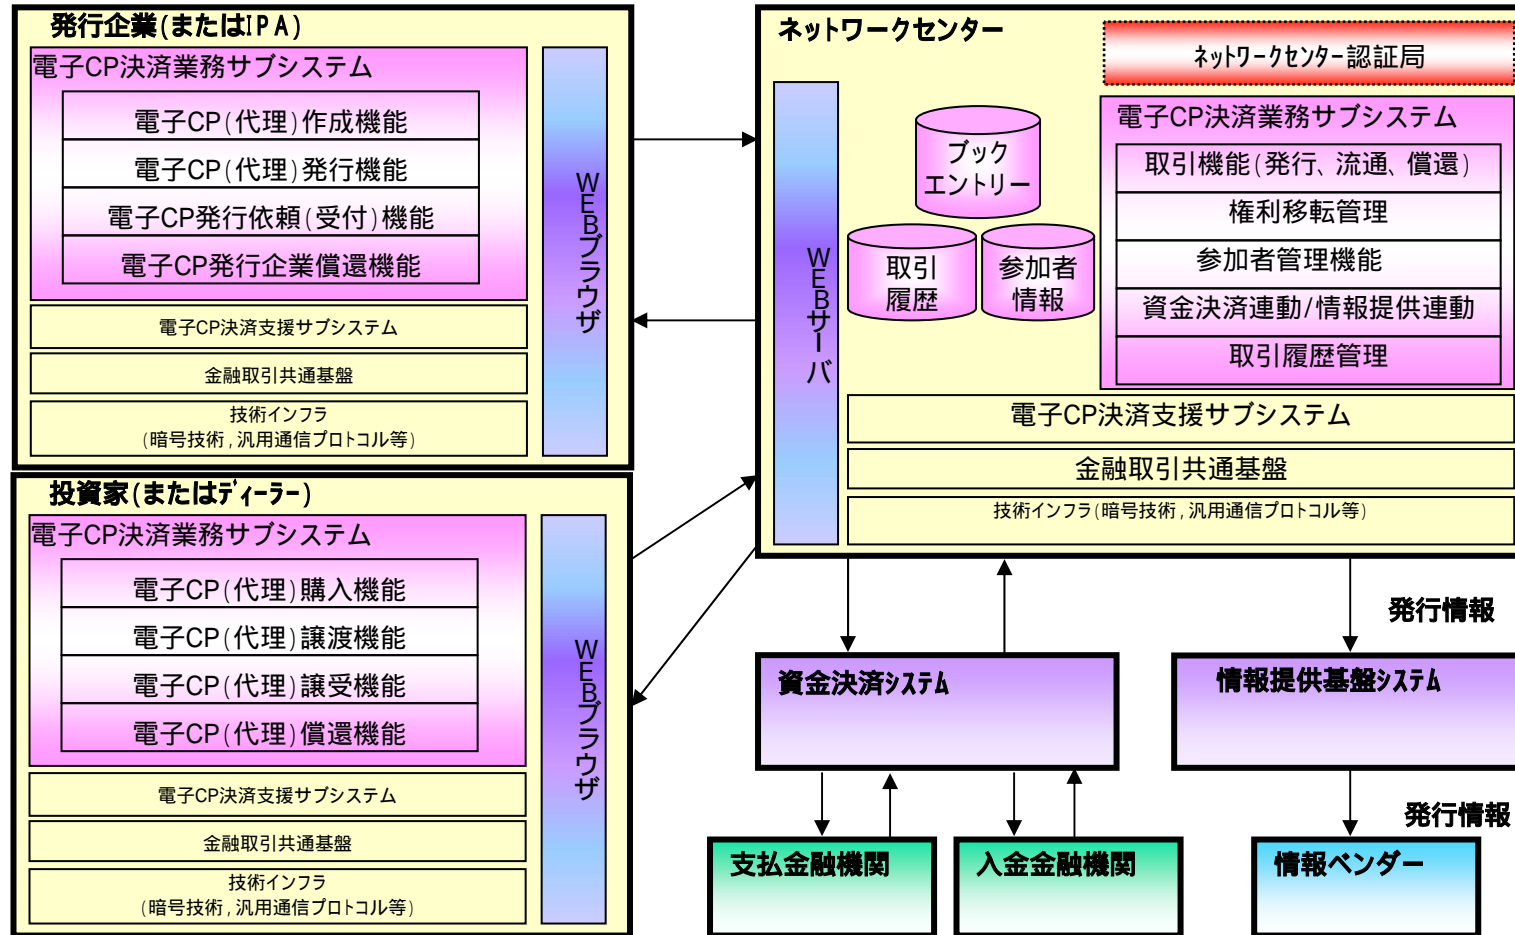 発行企業(またはIPA)
電子CP決済業務サブシステム
電子CP(代理)作成機能
電子CP(代理)発行機能
電子CP発行依頼(受付)機能
電子CP発行企業償還機能
電子CP決済支援サブシステム
金融取引共通基盤
技術インフラ
(暗号技術,汎用通信プロトコル等)
WEBブラウザ
投資家(またはディーラー)
電子CP決済業務サブシステム
電子CP(代理)購入機能
電子CP(代理)譲渡機能
電子CP(代理)譲受機能
電子CP(代理)償還機能
電子CP決済支援サブシステム
金融取引共通基盤
技術インフラ
(暗号技術,汎用通信プロトコル等)
WEBブラウザ
ネットワークセンター
ネットワークセンター認証局
WEBサーバ
ブック
エントリー
取引
履歴
参加者
情報
電子CP決済業務サブシステム
取引機能(発行、流通、償還)
権利移転管理
参加者管理機能
資金決済連動/情報提供連動
取引履歴管理
電子CP決済支援サブシステム
金融取引共通基盤
技術インフラ(暗号技術,汎用通信プロトコル等)
発行情報
資金決済システム
情報提供基盤システム
発行情報
支払金融機関
入金金融機関
情報ベンダー